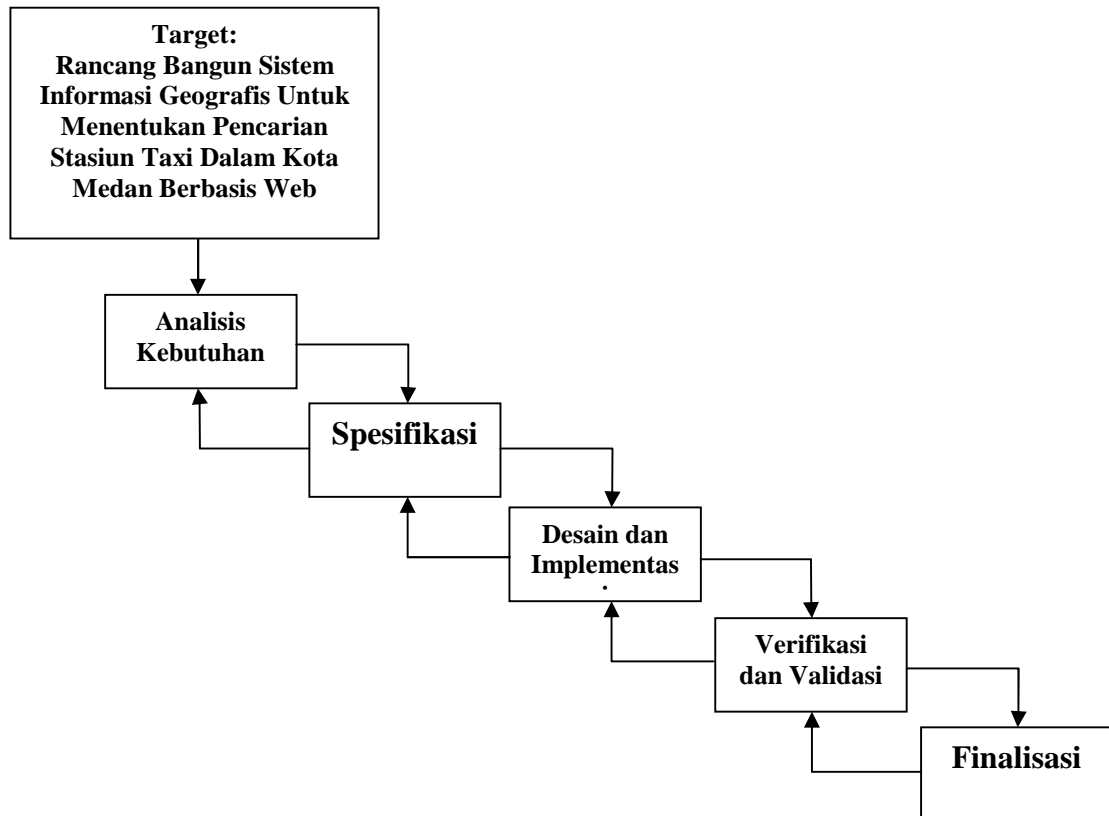 Target:
Rancang Bangun Sistem
Informasi Geografis Untuk
Menentukan Pencarian
Stasiun Taxi Dalam Kota
Medan Berbasis Web
Analisis
Kebutuhan
Spesifikasi
Desain dan
Implementas
Verifikasi
dan Validasi
Finalisasi